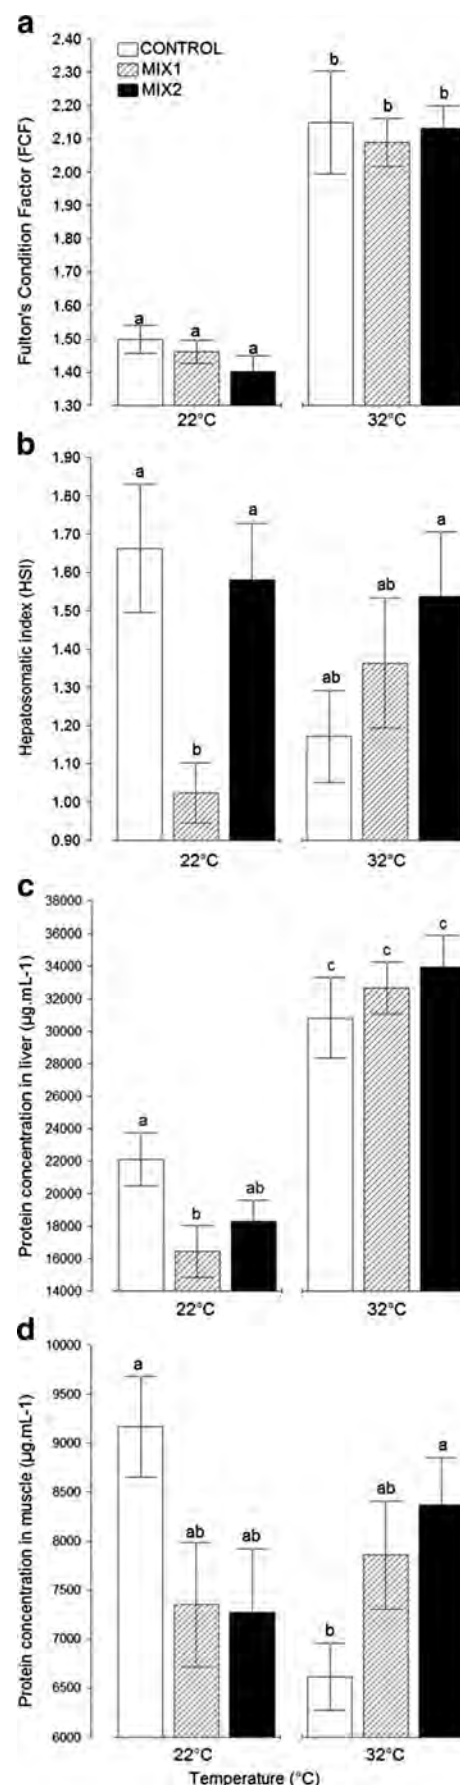 a
Fulton's Condition Factor (FCF)
2.40
2.30
2.20
2.10
2.00
1.90
1.80
1.70
1.60
1.50
1.40
1.30
CONTROL
MIX1
MIX2
a
a
a
b
b
b
22°C
32°C
b
Hepatosomatic index (HSI)
1.90
1.80
1.70
1.60
1.50
1.40
1.30
1.20
1.10
1.00
0.90
a
b
a
ab
ab
a
22°C
32°C
c
Protein concentration in liver (µg.mL-1)
38000
36000
34000
32000
30000
28000
26000
24000
22000
20000
18000
16000
14000
a
b
ab
c
c
c
22°C
32°C
d
Protein concentration in muscle (µg.mL-1)
10000
9500
9000
8500
8000
7500
7000
6500
6000
a
ab
ab
b
ab
a
22°C
32°C
Temperature (°C)